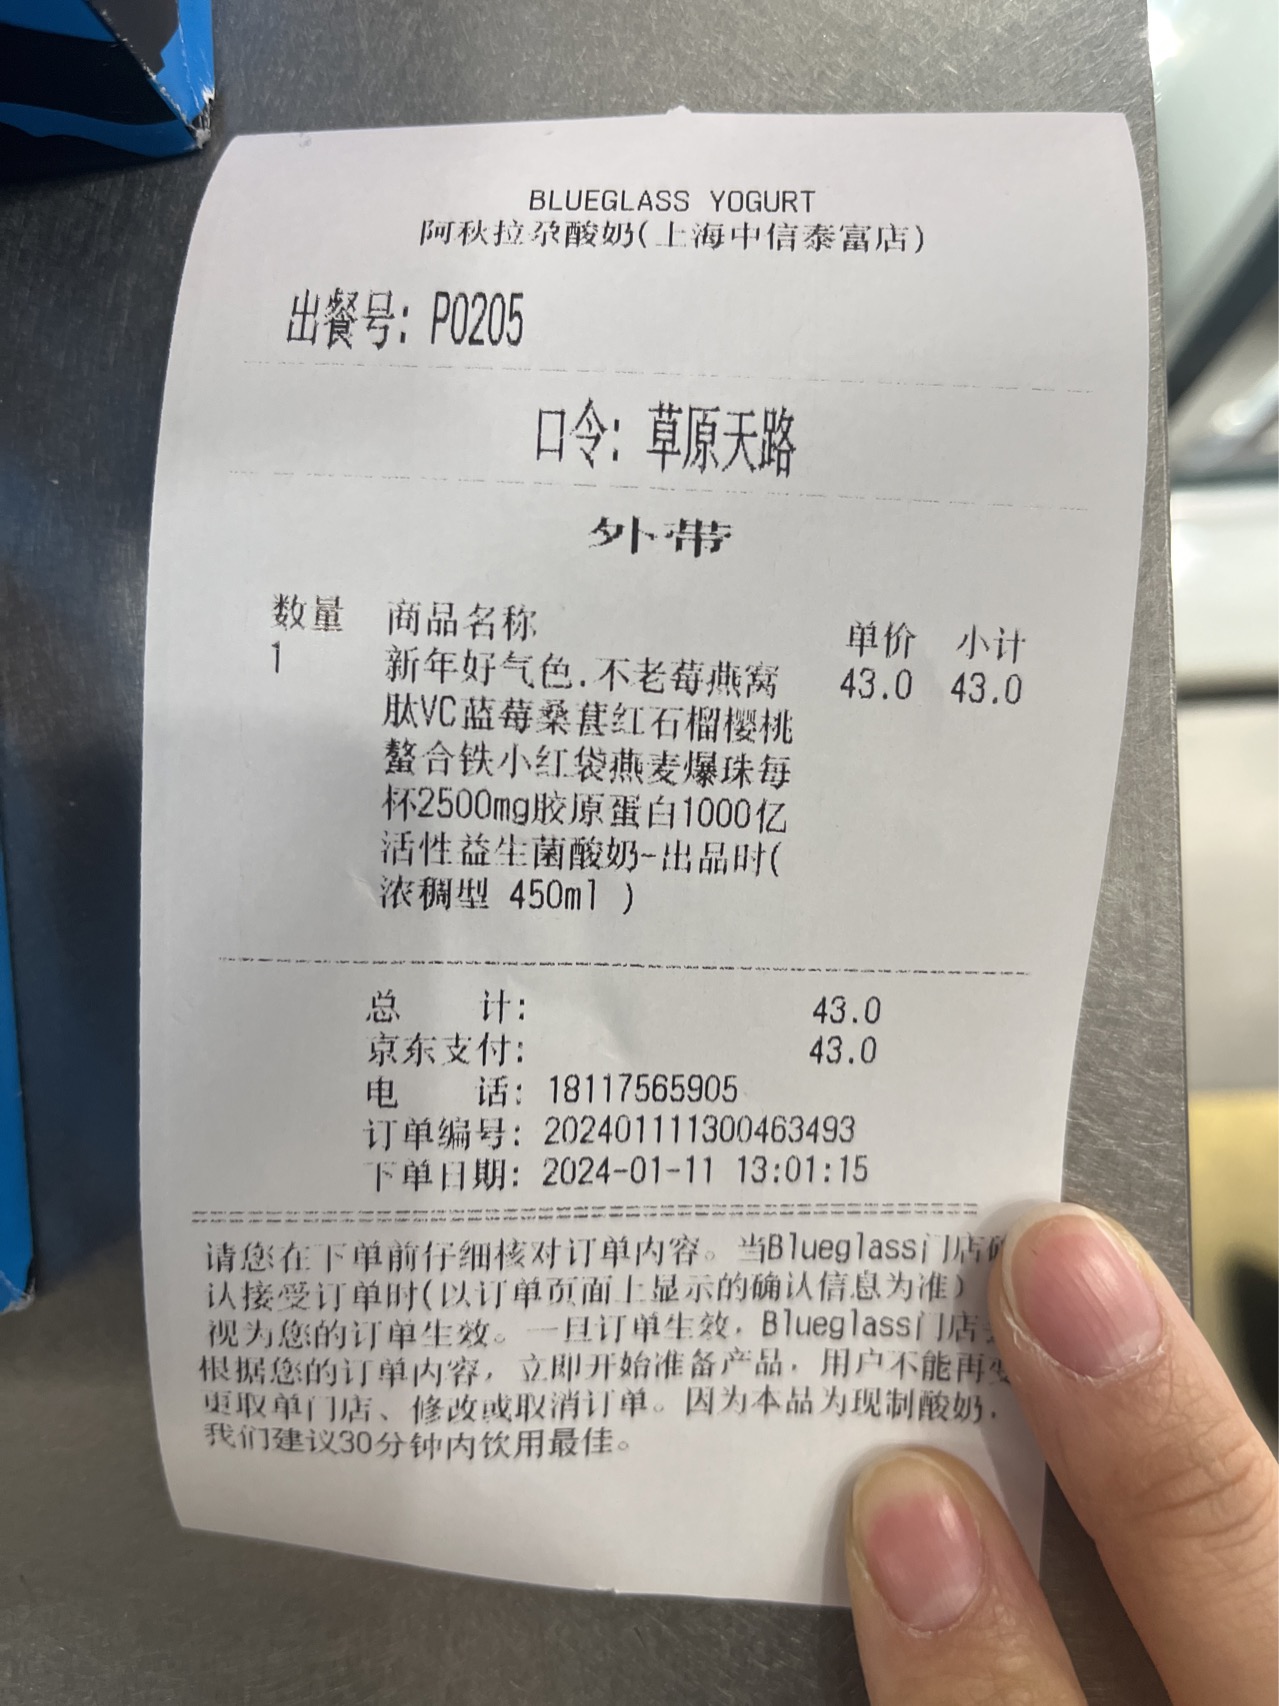 BLUEGLASS YOGURT
阿秋拉尕酸奶(上海中信泰富店)
出餐号: P0205
口令: 草原天路
外带
数量 商品名称 单价 小计
1 新年好气色.不老莓燕窝 43.0 43.0
肽VC蓝莓桑葚红石榴樱桃
螯合铁小红袋燕麦爆珠每
杯2500mg胶原蛋白1000亿
活性益生菌酸奶-出品时(
浓稠型 450ml )
总 计: 43.0
京东支付: 43.0
电 话: 18117565905
订单编号: 202401111300463493
下单日期: 2024-01-11 13:01:15
请您在下单前仔细核对订单内容。当Blueglass门店确
认接受订单时(以订单页面上显示的确认信息为准)
视为您的订单生效。一旦订单生效，Blueglass门店
根据您的订单内容，立即开始准备产品，用户不能再变
更取单门店、修改或取消订单。因为本品为现制酸奶，
我们建议30分钟内饮用最佳。